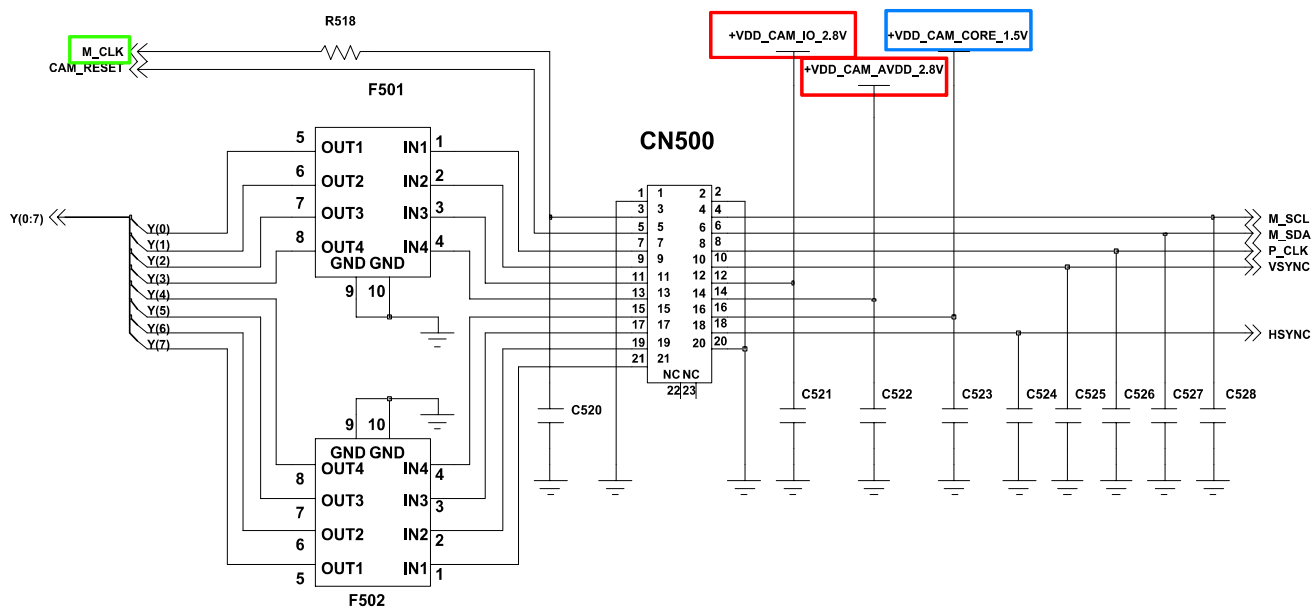 R518
M_CLK
CAM_RESET
+VDD_CAM_IO_2.8V
+VDD_CAM_CORE_1.5V
+VDD_CAM_AVDD_2.8V
F501
5 OUT1 IN1 1
6 OUT2 IN2 2
7 OUT3 IN3 3
8 OUT4 IN4 4
GND GND
9 10
CN500
1 1 2 2
3 3 4 4
5 5 6 6
7 7 8 8
9 9 10 10
11 11 12 12
13 13 14 14
15 15 16 16
17 17 18 18
19 19 20 20
21 21
NC NC
22 23
Y(0:7)
Y(0)
Y(1)
Y(2)
Y(3)
Y(4)
Y(5)
Y(6)
Y(7)
M_SCL
M_SDA
P_CLK
VSYNC
HSYNC
C520
C521
C522
C523
C524
C525
C526
C527
C528
9 10
GND GND
8 OUT4 IN4 4
7 OUT3 IN3 3
6 OUT2 IN2 2
5 OUT1 IN1 1
F502